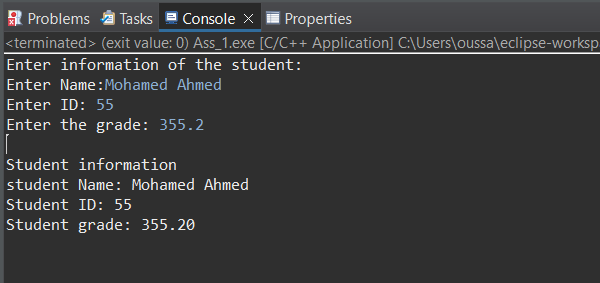 Problems Tasks Console Properties
<terminated> (exit value: 0) Ass_1.exe [C/C++ Application] C:\Users\oussa\eclipse-worksp
Enter information of the student:
Enter Name:Mohamed Ahmed
Enter ID: 55
Enter the grade: 355.2
Student information
student Name: Mohamed Ahmed
Student ID: 55
Student grade: 355.20